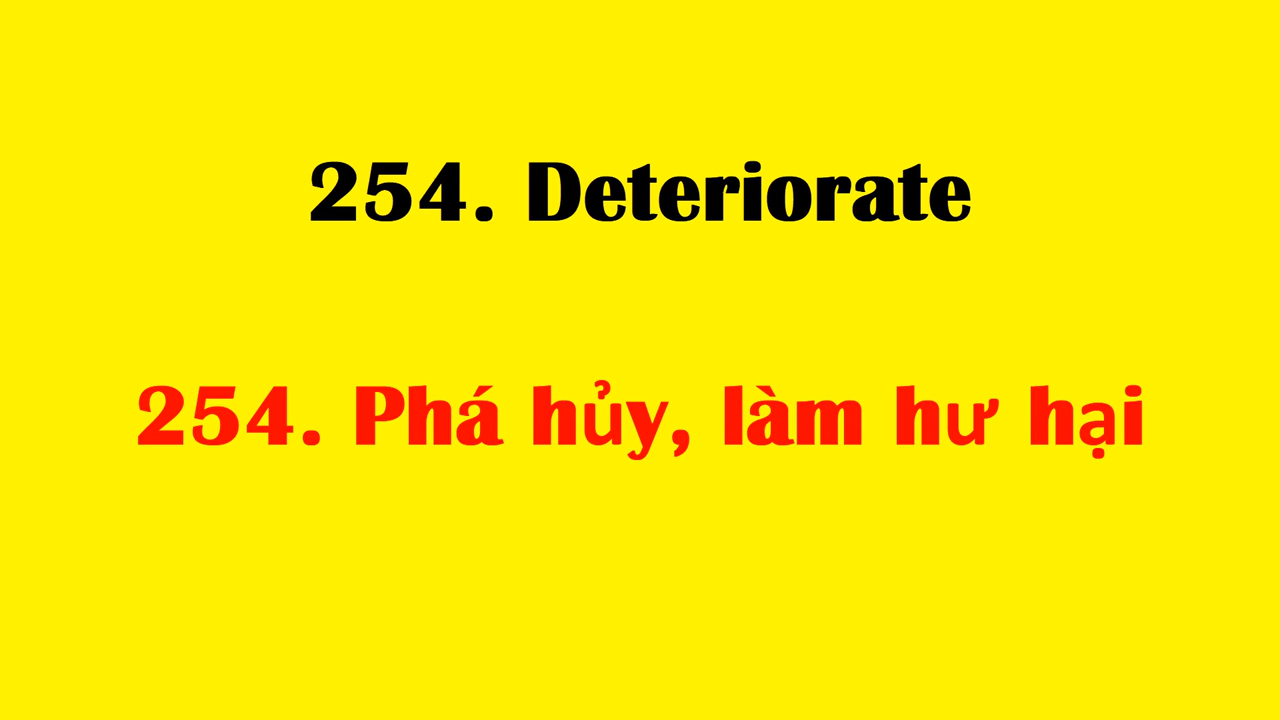 254. Deteriorate
254. Phá hủy, làm hư hại